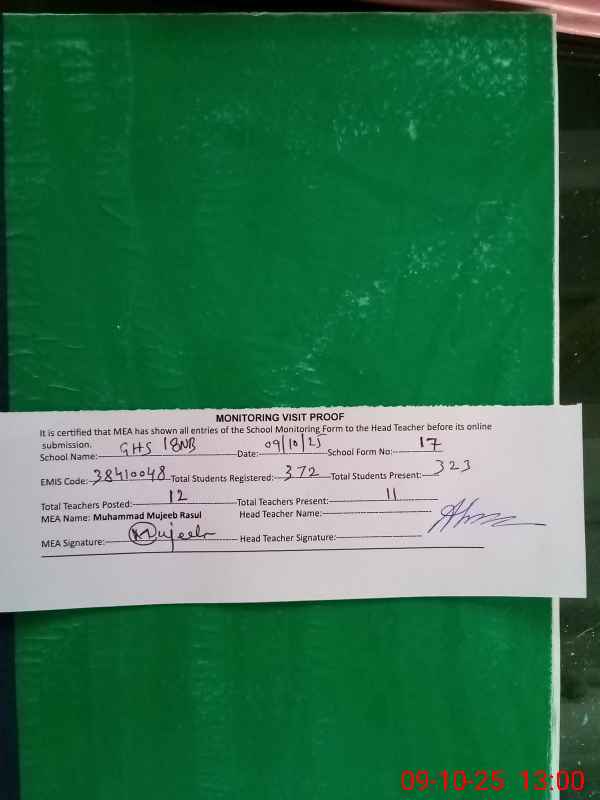 MONITORING VISIT PROOF
It is certified that MEA has shown all entries of the School Monitoring Form to the Head Teacher before its online
submission.
School Name: GHS 18NB Date: 09/10/25 School Form No: 17
EMIS Code: 38410048 Total Students Registered: 372 Total Students Present: 323
Total Teachers Posted: 12 Total Teachers Present: 11
MEA Name: Muhammad Mujeeb Rasul Head Teacher Name:
MEA Signature: Mujeeb Head Teacher Signature:
09-10-25 13:00